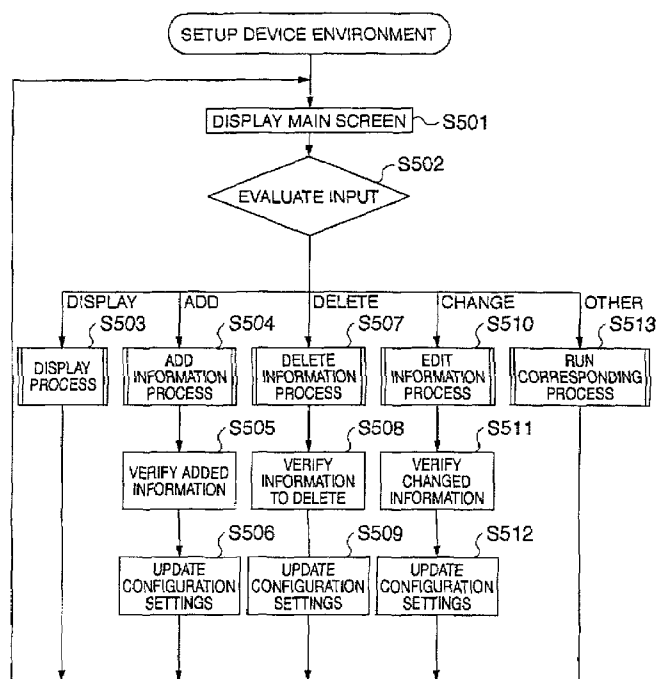 SETUP DEVICE ENVIRONMENT
DISPLAY MAIN SCREEN
S501
S502
EVALUATE INPUT
DISPLAY
ADD
DELETE
CHANGE
OTHER
S503
S504
S507
S510
S513
DISPLAY
PROCESS
ADD
INFORMATION
PROCESS
DELETE
INFORMATION
PROCESS
EDIT
INFORMATION
PROCESS
RUN
CORRESPONDING
PROCESS
S505
S508
S511
VERIFY ADDED
INFORMATION
VERIFY
INFORMATION
TO DELETE
VERIFY
CHANGED
INFORMATION
S506
S509
S512
UPDATE
CONFIGURATION
SETTINGS
UPDATE
CONFIGURATION
SETTINGS
UPDATE
CONFIGURATION
SETTINGS